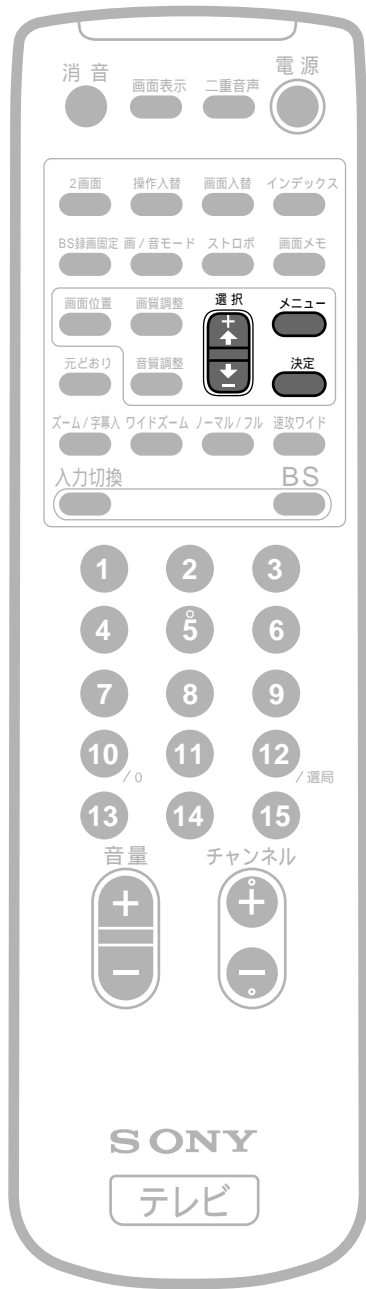 消音 画面表示 二重音声 電源
2画面 操作入替 画面入替 インデックス
BS録画固定 画/音モード ストロボ 画面メモ
画面位置 画質調整 選択 メニュー
+
元どおり 音質調整 − 決定
ズーム/字幕入 ワイドズーム ノーマル/フル 速攻ワイド
入力切換 BS
1 2 3
4 5 6
7 8 9
10/0 11 12/選局
13 14 15
音量 チャンネル
+ +
− −
SONY
テレビ